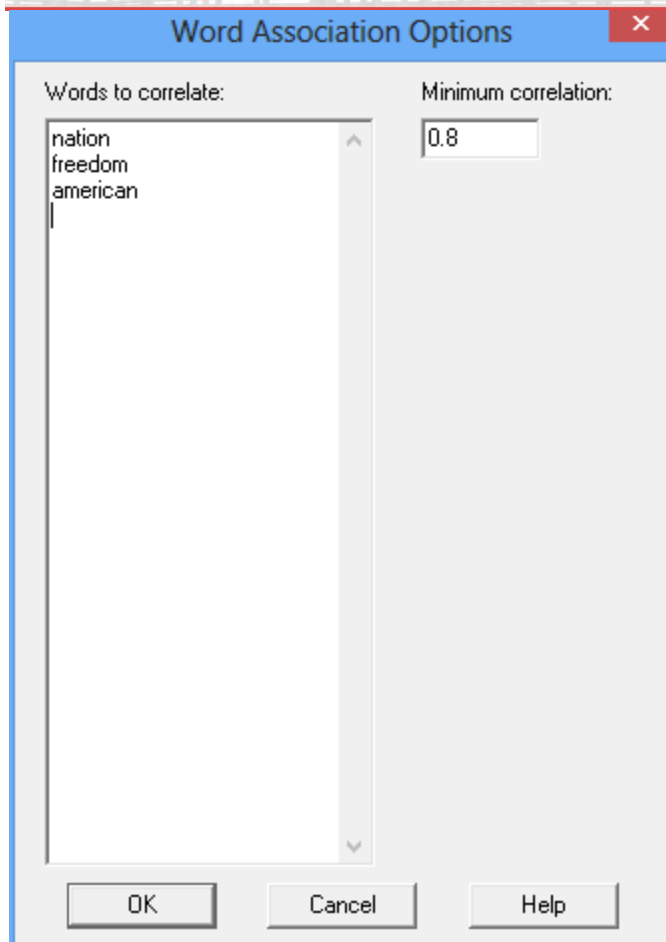 Word Association Options
Words to correlate:
Minimum correlation:
nation
0.8
freedom
american
OK
Cancel
Help